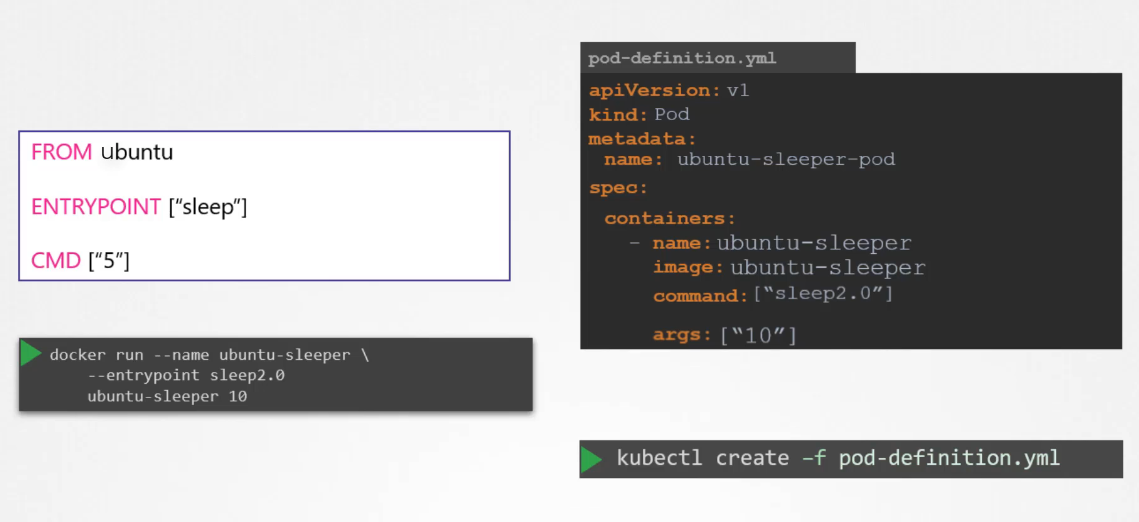 FROM ubuntu
ENTRYPOINT [“sleep”]
CMD [“5”]
docker run --name ubuntu-sleeper \
--entrypoint sleep2.0
ubuntu-sleeper 10
pod-definition.yml
apiVersion: v1
kind: Pod
metadata:
name: ubuntu-sleeper-pod
spec:
containers:
- name: ubuntu-sleeper
image: ubuntu-sleeper
command: [“sleep2.0”]
args: [“10”]
kubectl create –f pod-definition.yml